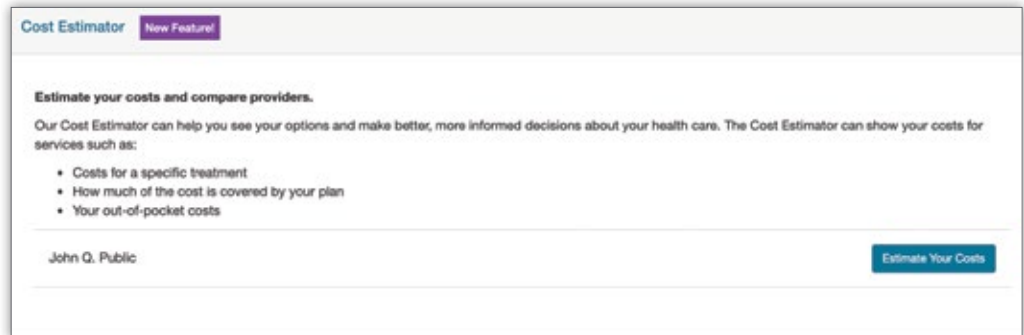 Cost Estimator New Feature!
Estimate your costs and compare providers.
Our Cost Estimator can help you see your options and make better, more informed decisions about your health care. The Cost Estimator can show your costs for
services such as:
• Costs for a specific treatment
• How much of the cost is covered by your plan
• Your out-of-pocket costs
John Q. Public Estimate Your Costs